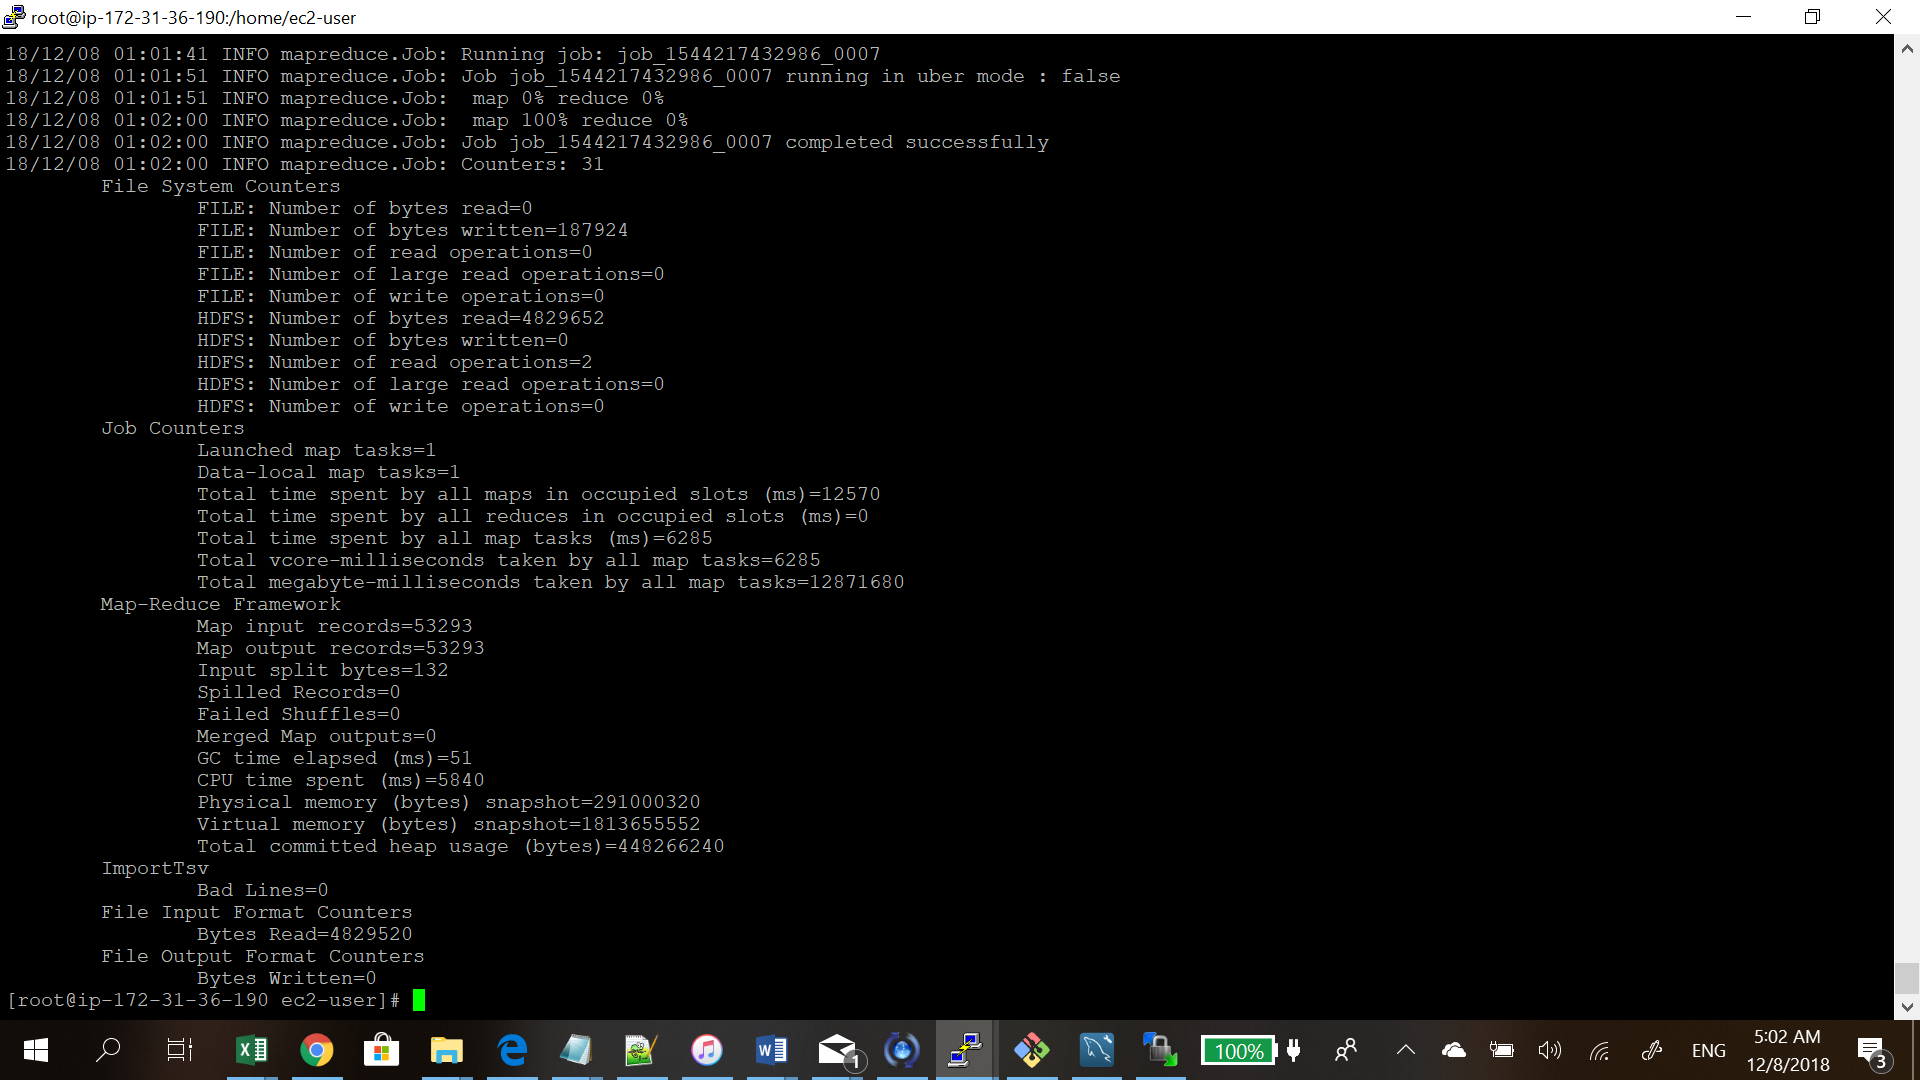 root@ip-172-31-36-190:/home/ec2-user
18/12/08 01:01:41 INFO mapreduce.Job: Running job: job_1544217432986_0007
18/12/08 01:01:51 INFO mapreduce.Job: Job job_1544217432986_0007 running in uber mode : false
18/12/08 01:01:51 INFO mapreduce.Job:  map 0% reduce 0%
18/12/08 01:02:00 INFO mapreduce.Job:  map 100% reduce 0%
18/12/08 01:02:00 INFO mapreduce.Job: Job job_1544217432986_0007 completed successfully
18/12/08 01:02:00 INFO mapreduce.Job: Counters: 31
File System Counters
FILE: Number of bytes read=0
FILE: Number of bytes written=187924
FILE: Number of read operations=0
FILE: Number of large read operations=0
FILE: Number of write operations=0
HDFS: Number of bytes read=4829652
HDFS: Number of bytes written=0
HDFS: Number of read operations=2
HDFS: Number of large read operations=0
HDFS: Number of write operations=0
Job Counters
Launched map tasks=1
Data-local map tasks=1
Total time spent by all maps in occupied slots (ms)=12570
Total time spent by all reduces in occupied slots (ms)=0
Total time spent by all map tasks (ms)=6285
Total vcore-milliseconds taken by all map tasks=6285
Total megabyte-milliseconds taken by all map tasks=12871680
Map-Reduce Framework
Map input records=53293
Map output records=53293
Input split bytes=132
Spilled Records=0
Failed Shuffles=0
Merged Map outputs=0
GC time elapsed (ms)=51
CPU time spent (ms)=5840
Physical memory (bytes) snapshot=291000320
Virtual memory (bytes) snapshot=1813655552
Total committed heap usage (bytes)=448266240
ImportTsv
Bad Lines=0
File Input Format Counters
Bytes Read=4829520
File Output Format Counters
Bytes Written=0
[root@ip-172-31-36-190 ec2-user]#
1
100%
ENG
5:02 AM
12/8/2018
3